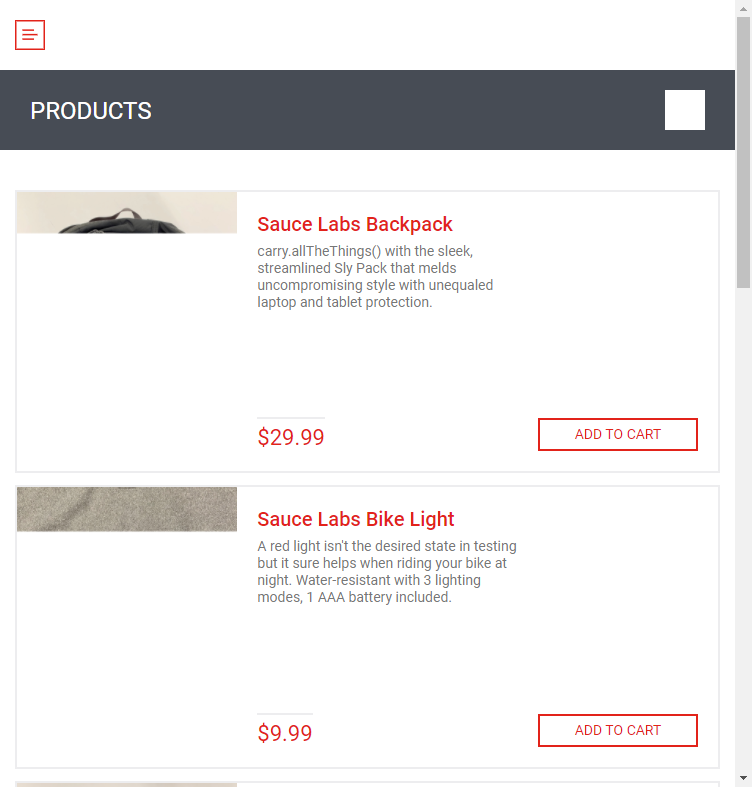 PRODUCTS
Sauce Labs Backpack
carry.allTheThings() with the sleek,
streamlined Sly Pack that melds
uncompromising style with unequaled
laptop and tablet protection.
$29.99
ADD TO CART
Sauce Labs Bike Light
A red light isn't the desired state in testing
but it sure helps when riding your bike at
night. Water-resistant with 3 lighting
modes, 1 AAA battery included.
$9.99
ADD TO CART